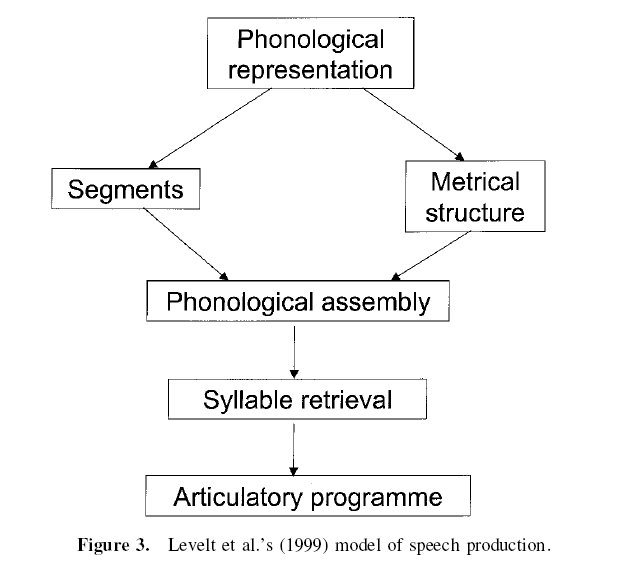 Phonological
representation
Segments
Metrical
structure
Phonological assembly
Syllable retrieval
Articulatory programme
Figure 3. Levelt et al.'s (1999) model of speech production.